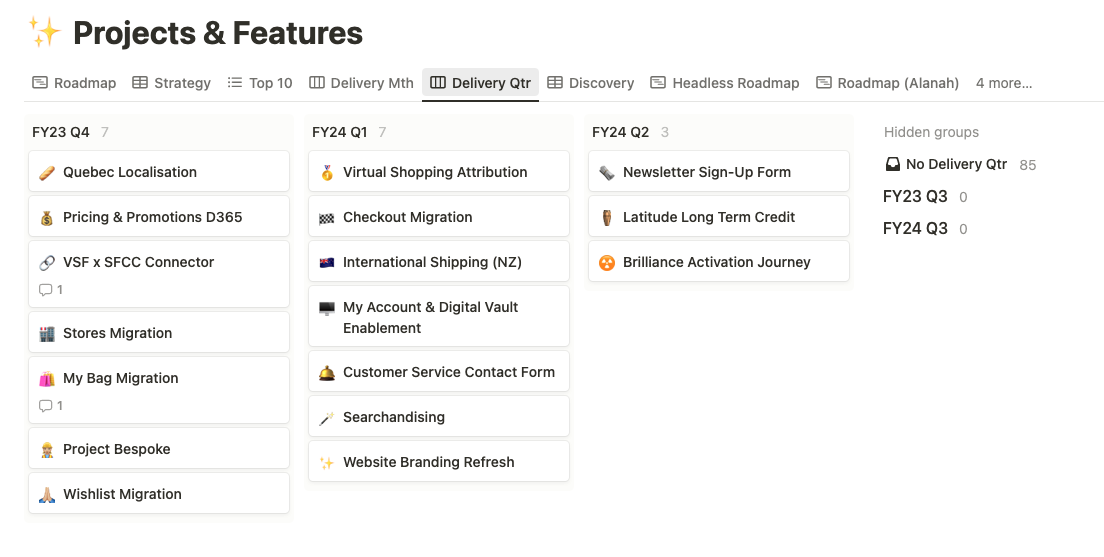 ✨ Projects & Features
Roadmap Strategy Top 10 Delivery Mth Delivery Qtr Discovery Headless Roadmap Roadmap (Alanah) 4 more...
FY23 Q4 7
Quebec Localisation
Pricing & Promotions D365
VSF x SFCC Connector
1
Stores Migration
My Bag Migration
1
Project Bespoke
Wishlist Migration
FY24 Q1 7
Virtual Shopping Attribution
Checkout Migration
International Shipping (NZ)
My Account & Digital Vault
Enablement
Customer Service Contact Form
Searchandising
Website Branding Refresh
FY24 Q2 3
Newsletter Sign-Up Form
Latitude Long Term Credit
Brilliance Activation Journey
Hidden groups
No Delivery Qtr 85
FY23 Q3 0
FY24 Q3 0